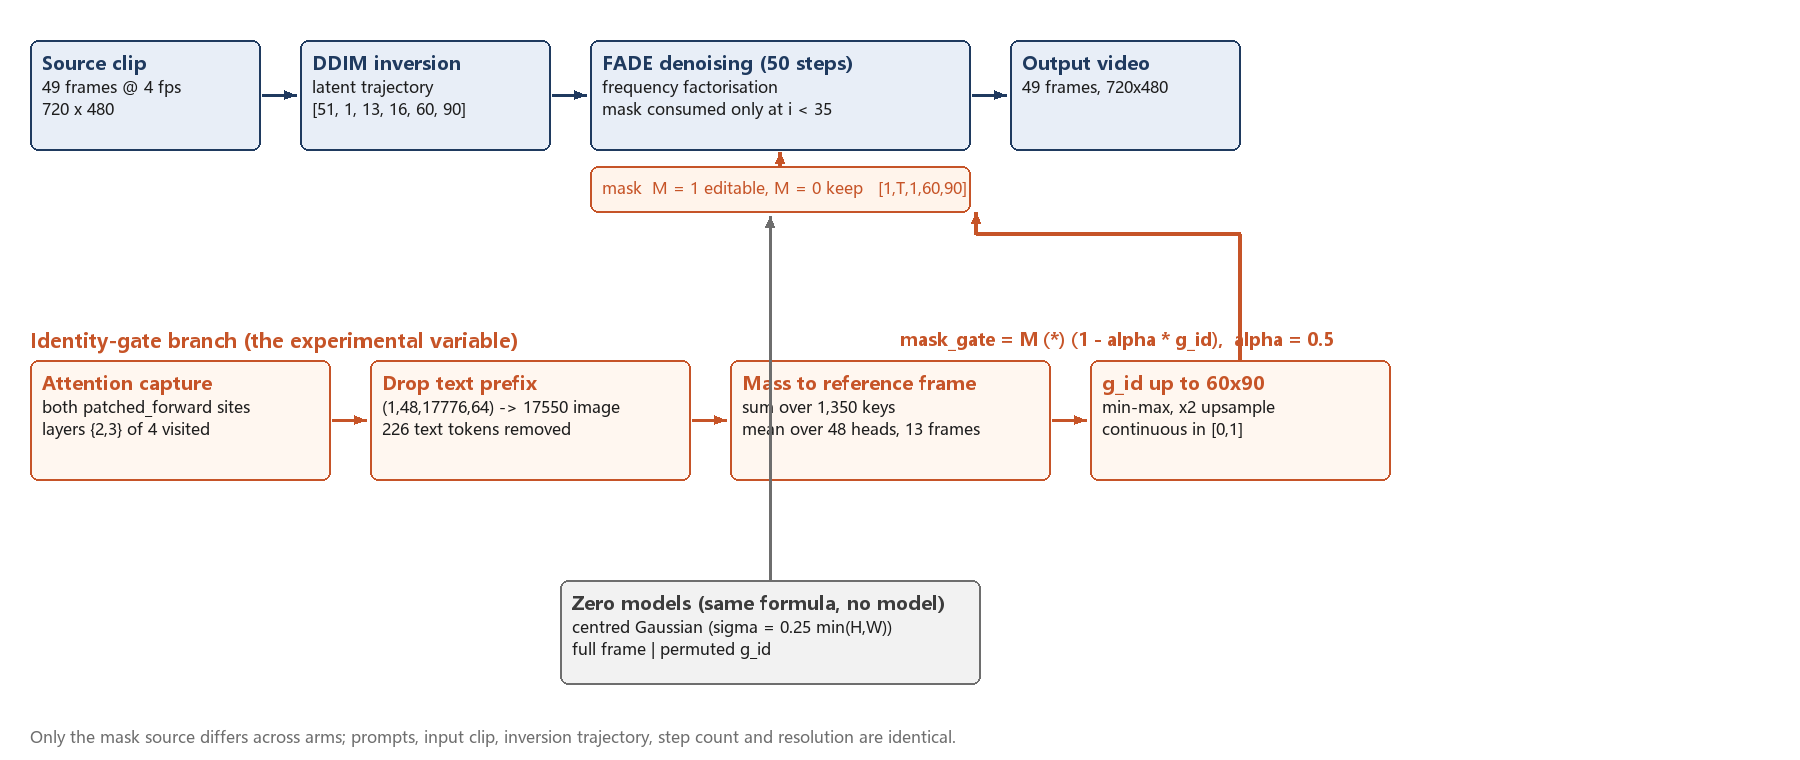 Source clip
49 frames @ 4 fps
720 x 480
DDIM inversion
latent trajectory
[51, 1, 13, 16, 60, 90]
FADE denoising (50 steps)
frequency factorisation
mask consumed only at i < 35
Output video
49 frames, 720x480
mask  M = 1 editable, M = 0 keep   [1,T,1,60,90]
Identity-gate branch (the experimental variable)
mask_gate = M (*) (1 - alpha * g_id),  alpha = 0.5
Attention capture
both patched_forward sites
layers {2,3} of 4 visited
Drop text prefix
(1,48,17776,64) -> 17550 image
226 text tokens removed
Mass to reference frame
sum over 1,350 keys
mean over 48 heads, 13 frames
g_id up to 60x90
min-max, x2 upsample
continuous in [0,1]
Zero models (same formula, no model)
centred Gaussian (sigma = 0.25 min(H,W))
full frame | permuted g_id
Only the mask source differs across arms; prompts, input clip, inversion trajectory, step count and resolution are identical.